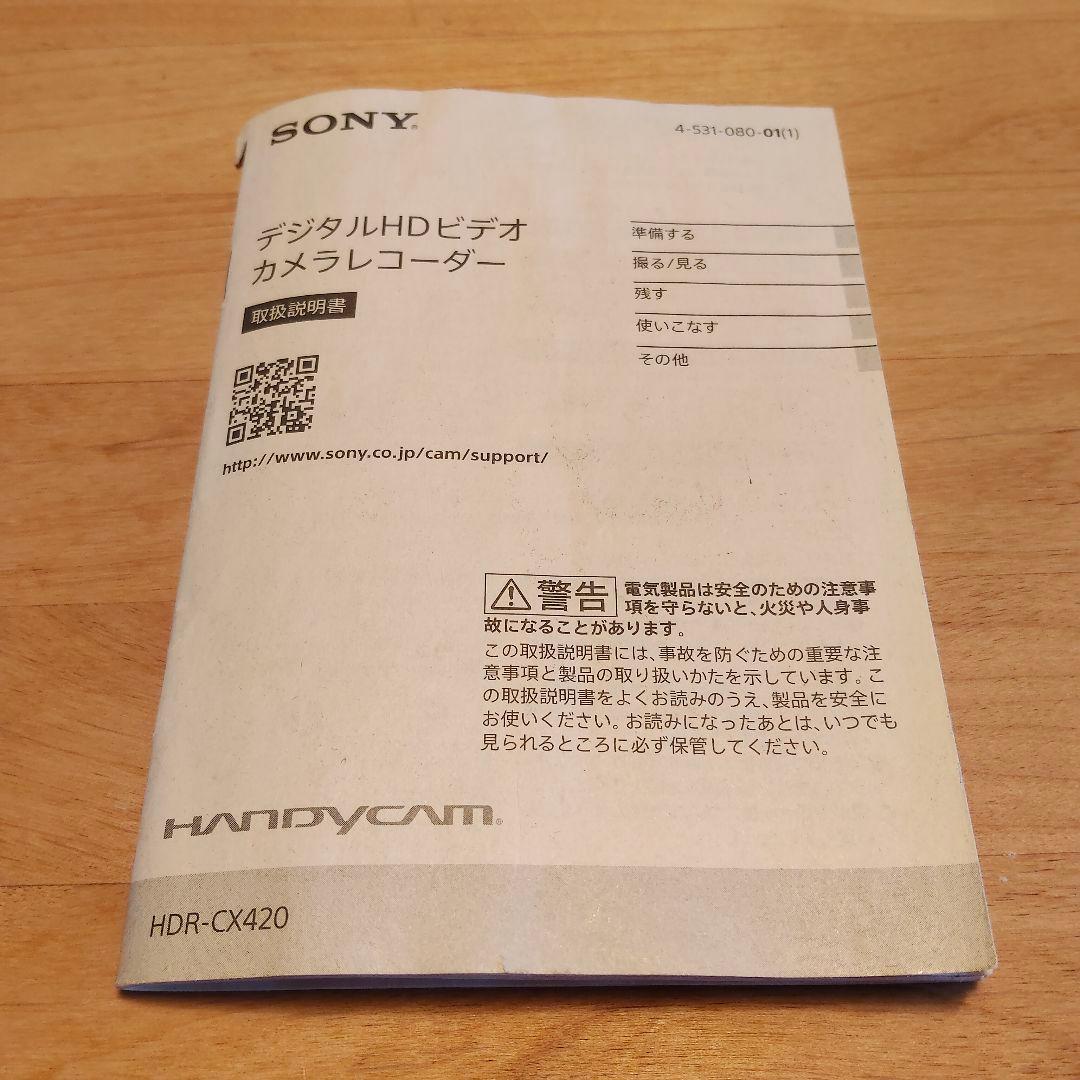 SONY®
4-531-080-01(1)
デジタルHDビデオ
カメラレコーダー
取扱説明書
準備する
撮る/見る
残す
使いこなす
その他
http://www.sony.co.jp/cam/support/
警告 電気製品は安全のための注意事
項を守らないと、火災や人身事
故になることがあります。
この取扱説明書には、事故を防ぐための重要な注
意事項と製品の取り扱いかたを示しています。こ
の取扱説明書をよくお読みのうえ、製品を安全に
お使いください。お読みになったあとは、いつでも
見られるところに必ず保管してください。
HANDYCAM®
HDR-CX420